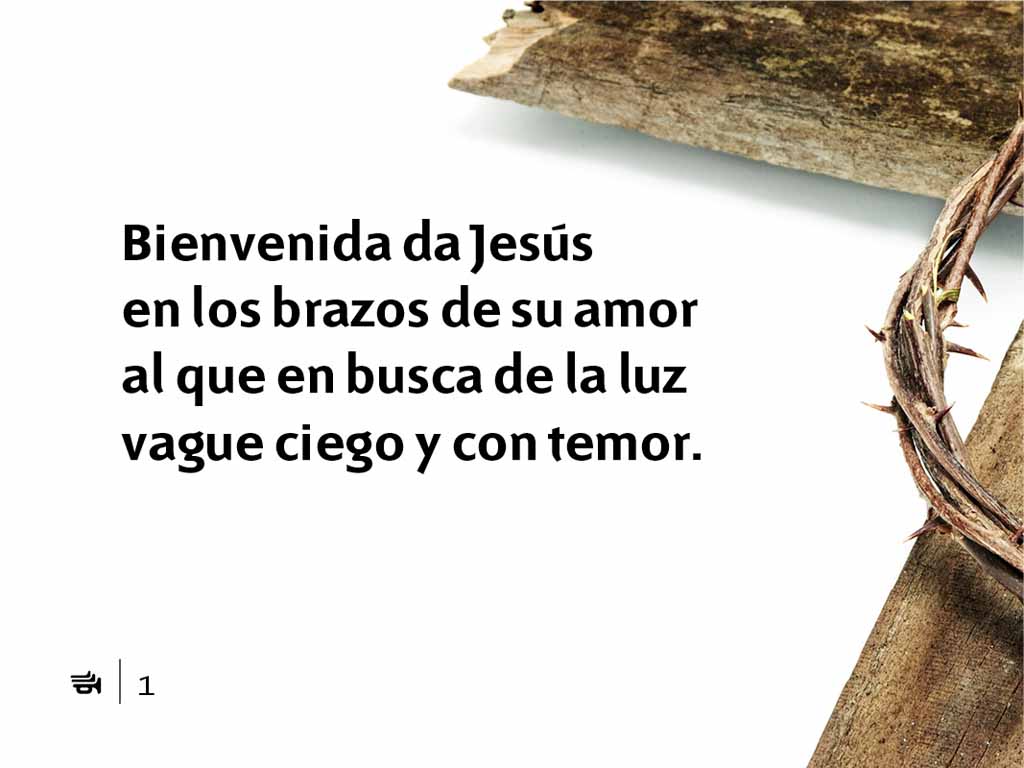 Bienvenida da Jesús
en los brazos de su amor
al que en busca de la luz
vague ciego y con temor.
1